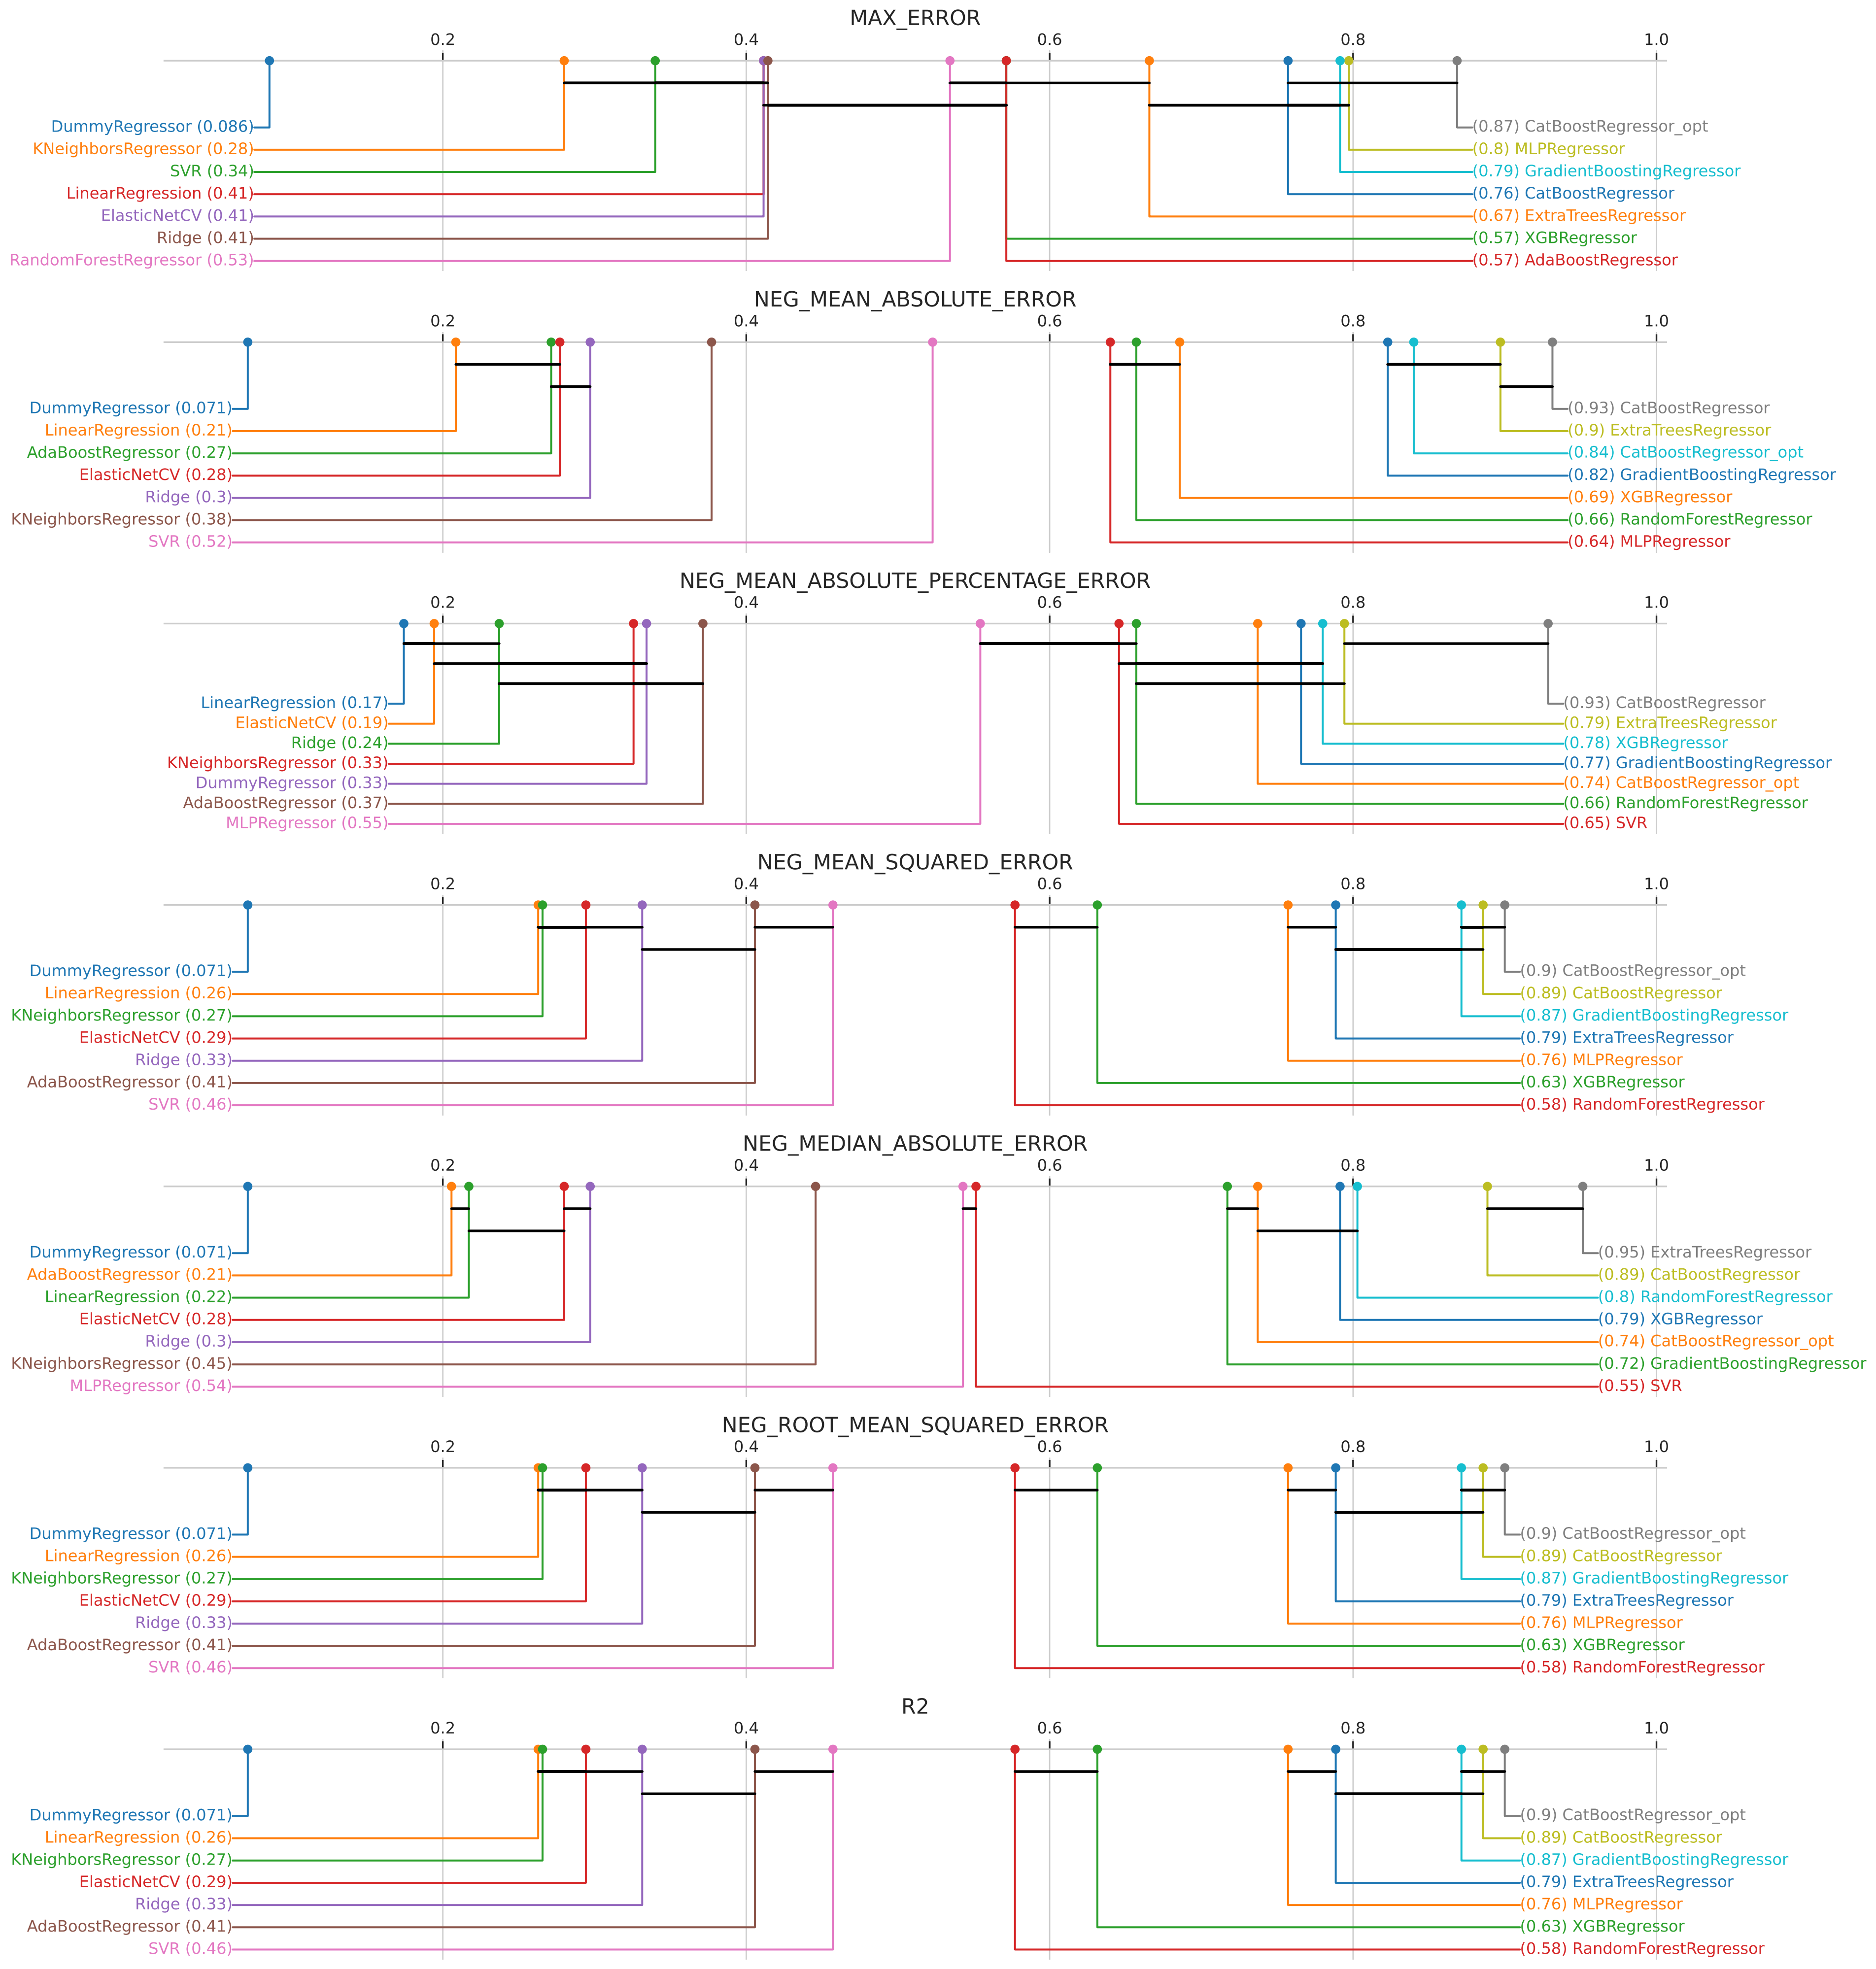 MAX_ERROR
0.2 0.4 0.6 0.8 1.0
DummyRegressor (0.086) (0.87) CatBoostRegressor_opt
KNeighborsRegressor (0.28) (0.8) MLPRegressor
SVR (0.34) (0.79) GradientBoostingRegressor
LinearRegression (0.41) (0.76) CatBoostRegressor
ElasticNetCV (0.41) (0.67) ExtraTreesRegressor
Ridge (0.41) (0.57) XGBRegressor
RandomForestRegressor (0.53) (0.57) AdaBoostRegressor
NEG_MEAN_ABSOLUTE_ERROR
0.2 0.4 0.6 0.8 1.0
DummyRegressor (0.071) (0.93) CatBoostRegressor
LinearRegression (0.21) (0.9) ExtraTreesRegressor
AdaBoostRegressor (0.27) (0.84) CatBoostRegressor_opt
ElasticNetCV (0.28) (0.82) GradientBoostingRegressor
Ridge (0.3) (0.69) XGBRegressor
KNeighborsRegressor (0.38) (0.66) RandomForestRegressor
SVR (0.52) (0.64) MLPRegressor
NEG_MEAN_ABSOLUTE_PERCENTAGE_ERROR
0.2 0.4 0.6 0.8 1.0
LinearRegression (0.17) (0.93) CatBoostRegressor
ElasticNetCV (0.19) (0.79) ExtraTreesRegressor
Ridge (0.24) (0.78) XGBRegressor
KNeighborsRegressor (0.33) (0.77) GradientBoostingRegressor
DummyRegressor (0.33) (0.74) CatBoostRegressor_opt
AdaBoostRegressor (0.37) (0.66) RandomForestRegressor
MLPRegressor (0.55) (0.65) SVR
NEG_MEAN_SQUARED_ERROR
0.2 0.4 0.6 0.8 1.0
DummyRegressor (0.071) (0.9) CatBoostRegressor_opt
LinearRegression (0.26) (0.89) CatBoostRegressor
KNeighborsRegressor (0.27) (0.87) GradientBoostingRegressor
ElasticNetCV (0.29) (0.79) ExtraTreesRegressor
Ridge (0.33) (0.76) MLPRegressor
AdaBoostRegressor (0.41) (0.63) XGBRegressor
SVR (0.46) (0.58) RandomForestRegressor
NEG_MEDIAN_ABSOLUTE_ERROR
0.2 0.4 0.6 0.8 1.0
DummyRegressor (0.071) (0.95) ExtraTreesRegressor
AdaBoostRegressor (0.21) (0.89) CatBoostRegressor
LinearRegression (0.22) (0.8) RandomForestRegressor
ElasticNetCV (0.28) (0.79) XGBRegressor
Ridge (0.3) (0.74) CatBoostRegressor_opt
KNeighborsRegressor (0.45) (0.72) GradientBoostingRegressor
MLPRegressor (0.54) (0.55) SVR
NEG_ROOT_MEAN_SQUARED_ERROR
0.2 0.4 0.6 0.8 1.0
DummyRegressor (0.071) (0.9) CatBoostRegressor_opt
LinearRegression (0.26) (0.89) CatBoostRegressor
KNeighborsRegressor (0.27) (0.87) GradientBoostingRegressor
ElasticNetCV (0.29) (0.79) ExtraTreesRegressor
Ridge (0.33) (0.76) MLPRegressor
AdaBoostRegressor (0.41) (0.63) XGBRegressor
SVR (0.46) (0.58) RandomForestRegressor
R2
0.2 0.4 0.6 0.8 1.0
DummyRegressor (0.071) (0.9) CatBoostRegressor_opt
LinearRegression (0.26) (0.89) CatBoostRegressor
KNeighborsRegressor (0.27) (0.87) GradientBoostingRegressor
ElasticNetCV (0.29) (0.79) ExtraTreesRegressor
Ridge (0.33) (0.76) MLPRegressor
AdaBoostRegressor (0.41) (0.63) XGBRegressor
SVR (0.46) (0.58) RandomForestRegressor